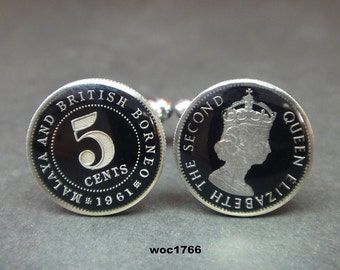 MALAYA AND BRITISH BORNEO
5
CENTS
1961
QUEEN ELIZABETH THE SECOND
woc1766